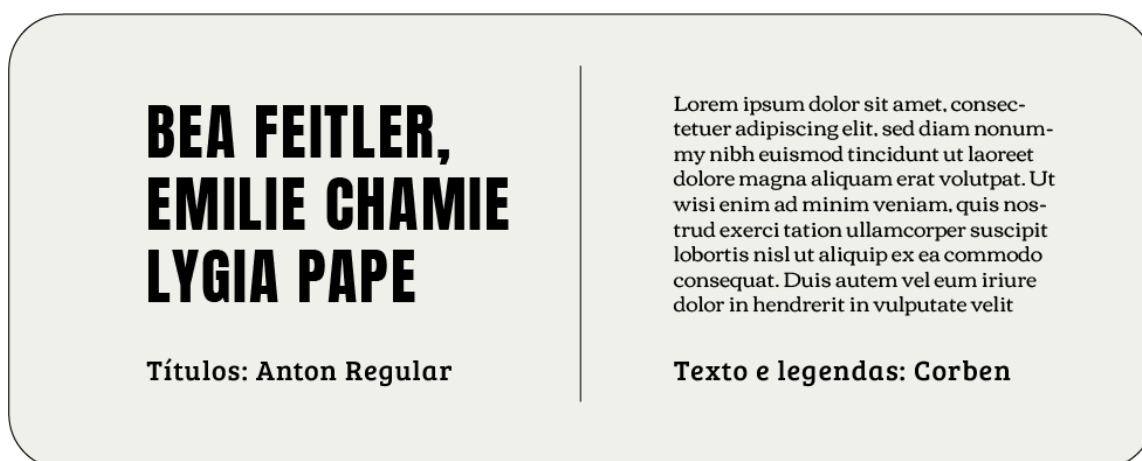 BEA FEITLER,
EMILIE CHAMIE
LYGIA PAPE
Títulos: Anton Regular
Lorem ipsum dolor sit amet, consec-
tetuer adipiscing elit, sed diam nonum-
my nibh euismod tincidunt ut laoreet
dolore magna aliquam erat volutpat. Ut
wisi enim ad minim veniam, quis nos-
trud exerci tation ullamcorper suscipit
lobortis nisl ut aliquip ex ea commodo
consequat. Duis autem vel eum iriure
dolor in hendrerit in vulputate velit
Texto e legendas: Corben